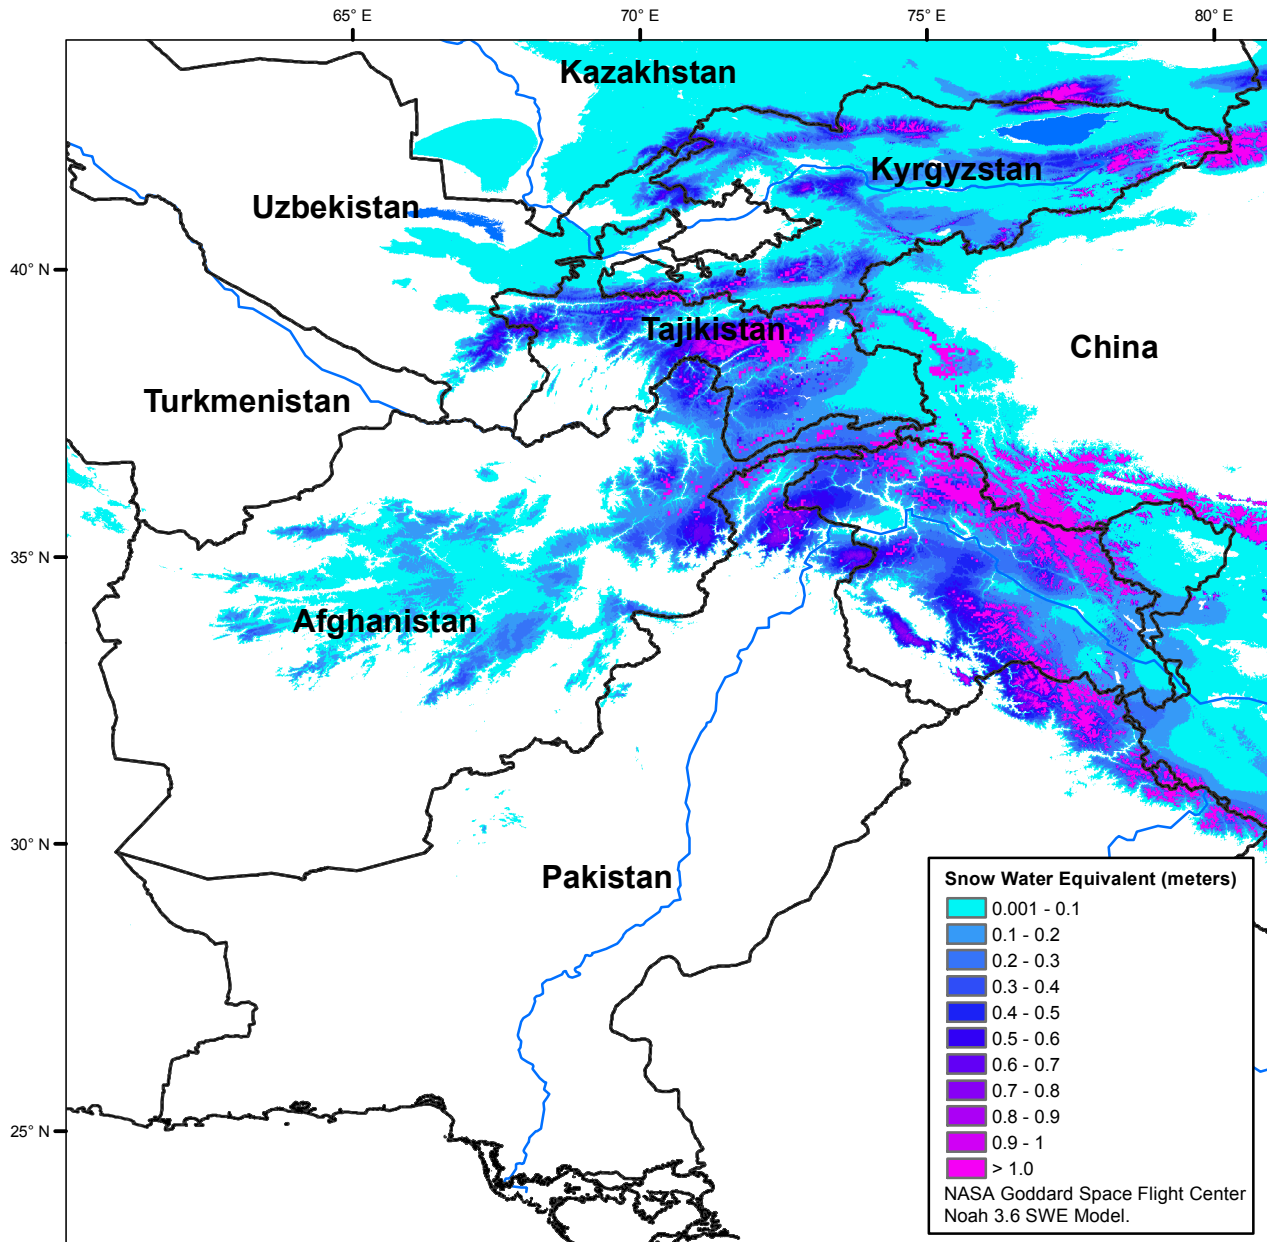 65° E
70° E
75° E
80° E
Kazakhstan
Kyrgyzstan
Uzbekistan
40° N
Tajikistan
China
Turkmenistan
35° N
Afghanistan
30° N
Pakistan
25° N
Snow Water Equivalent (meters)
0.001 - 0.1
0.1 - 0.2
0.2 - 0.3
0.3 - 0.4
0.4 - 0.5
0.5 - 0.6
0.6 - 0.7
0.7 - 0.8
0.8 - 0.9
0.9 - 1
> 1.0
NASA Goddard Space Flight Center
Noah 3.6 SWE Model.